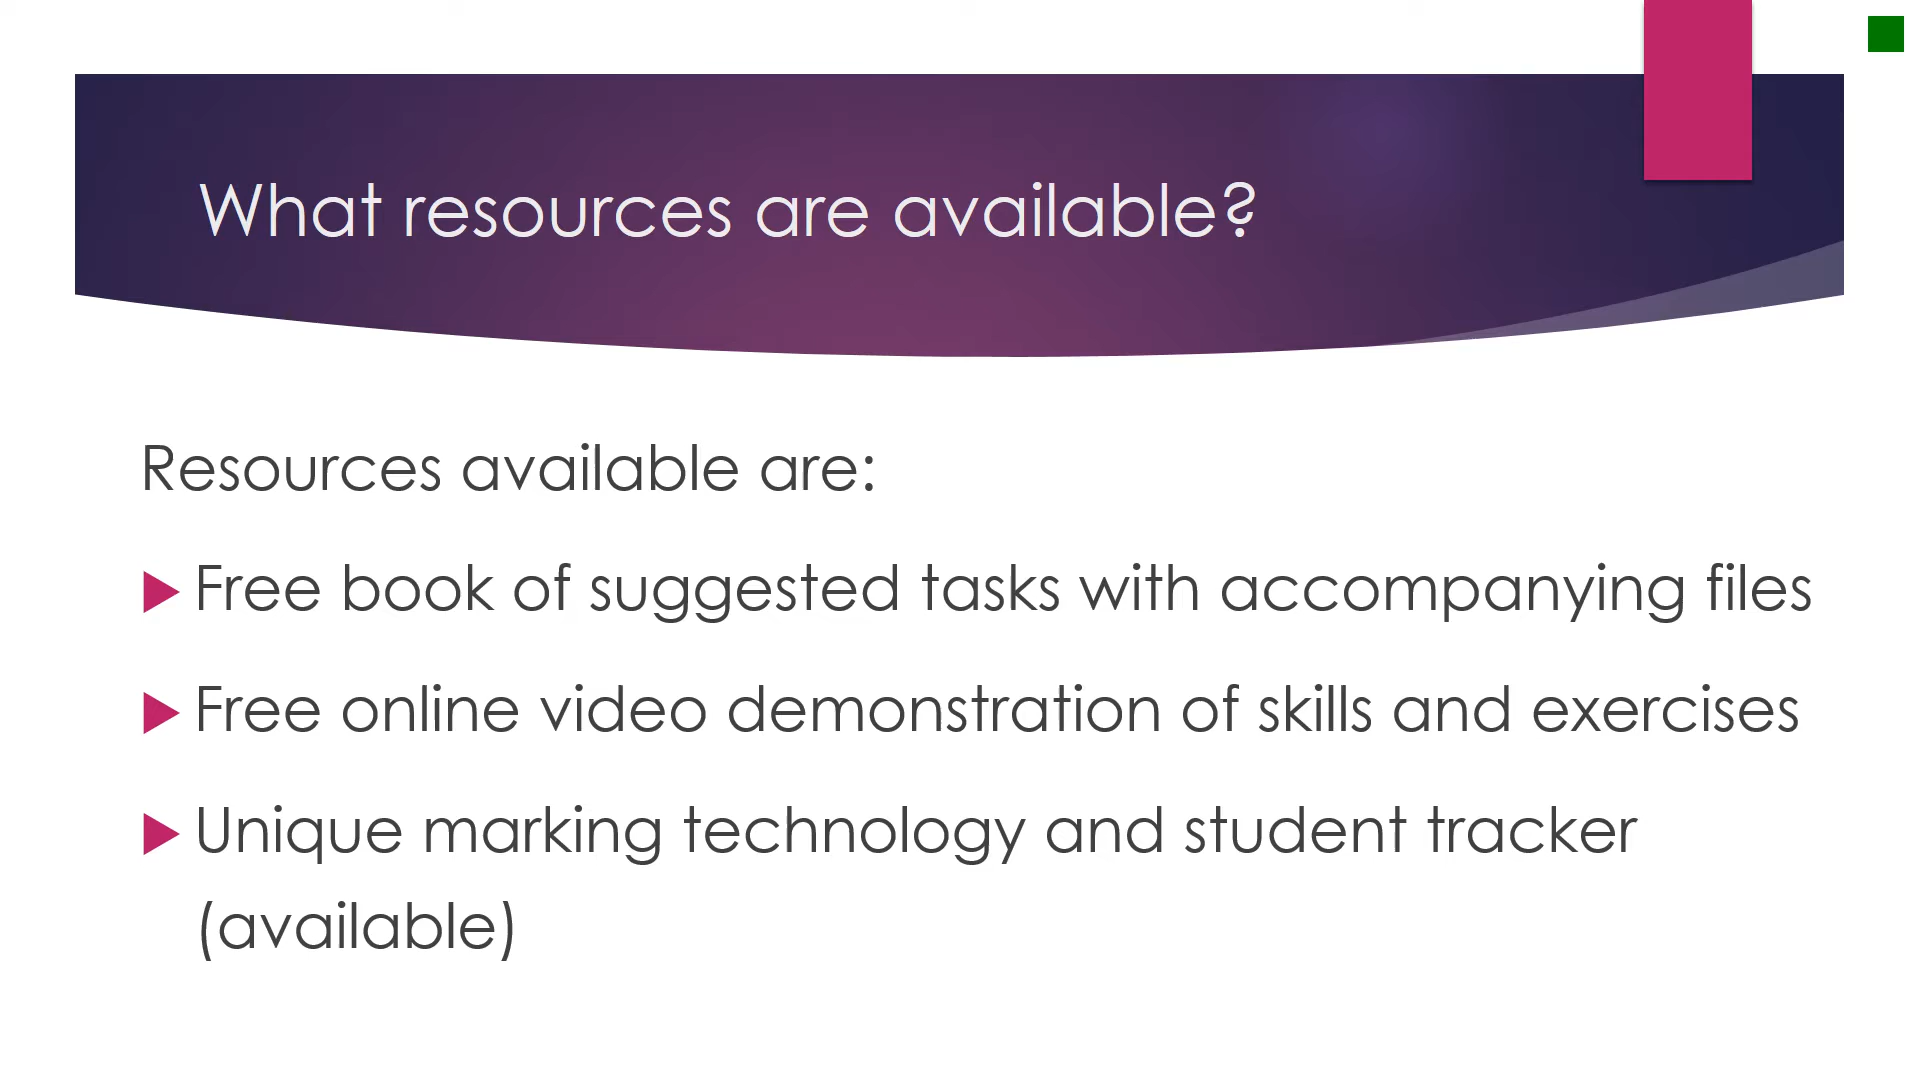 What resources are available?
Resources available are:
Free book of suggested tasks with accompanying files
Free online video demonstration of skills and exercises
Unique marking technology and student tracker
(available)